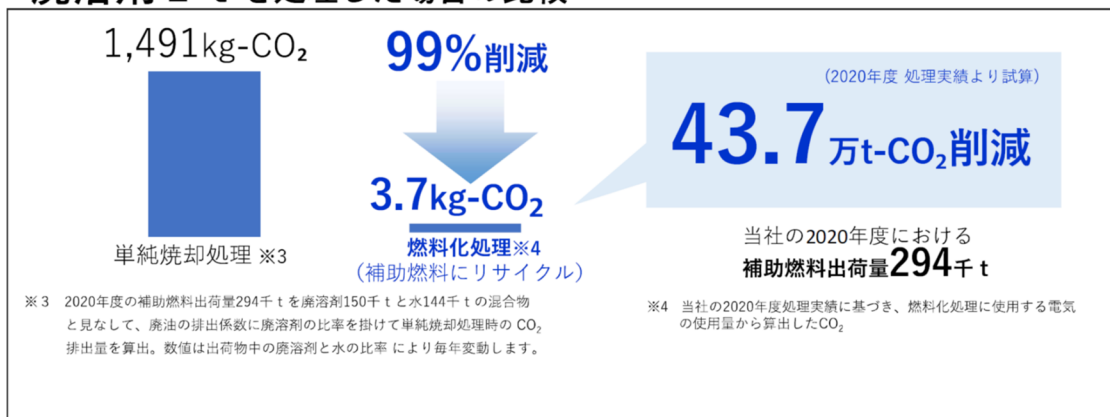 1,491kg-CO₂
99%削減
3.7kg-CO₂
単純焼却処理 ※3
燃料化処理※4
（補助燃料にリサイクル）
(2020年度 処理実績より試算)
43.7万t-CO₂削減
当社の2020年度における
補助燃料出荷量294千ｔ
※３ 2020年度の補助燃料出荷量294千ｔを廃溶剤150千ｔと水144千ｔの混合物
と見なして、廃油の排出係数に廃溶剤の比率を掛けて単純焼却処理時の CO₂
排出量を算出。数値は出荷物中の廃溶剤と水の比率 により毎年変動します。
※4 当社の2020年度処理実績に基づき、燃料化処理に使用する電気
の使用量から算出したCO₂